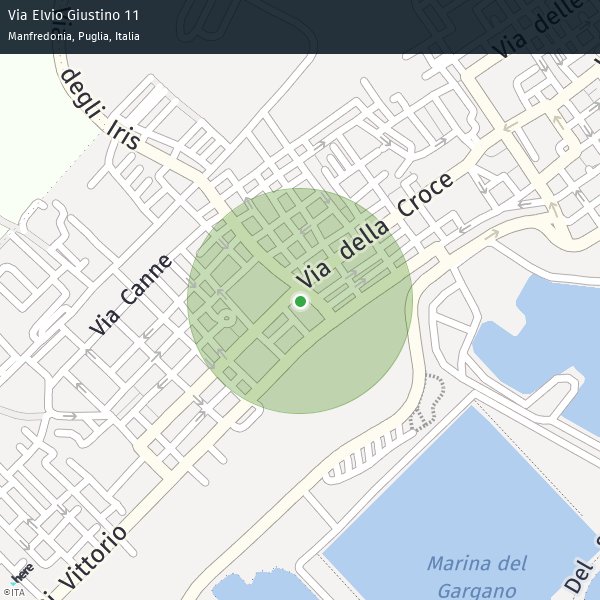 Via Elvio Giustino 11
Manfredonia, Puglia, Italia
Via delle
degli Iris
Via della Croce
Via Canne
i Vittorio
Marina del
Gargano
Del
here
©ITA